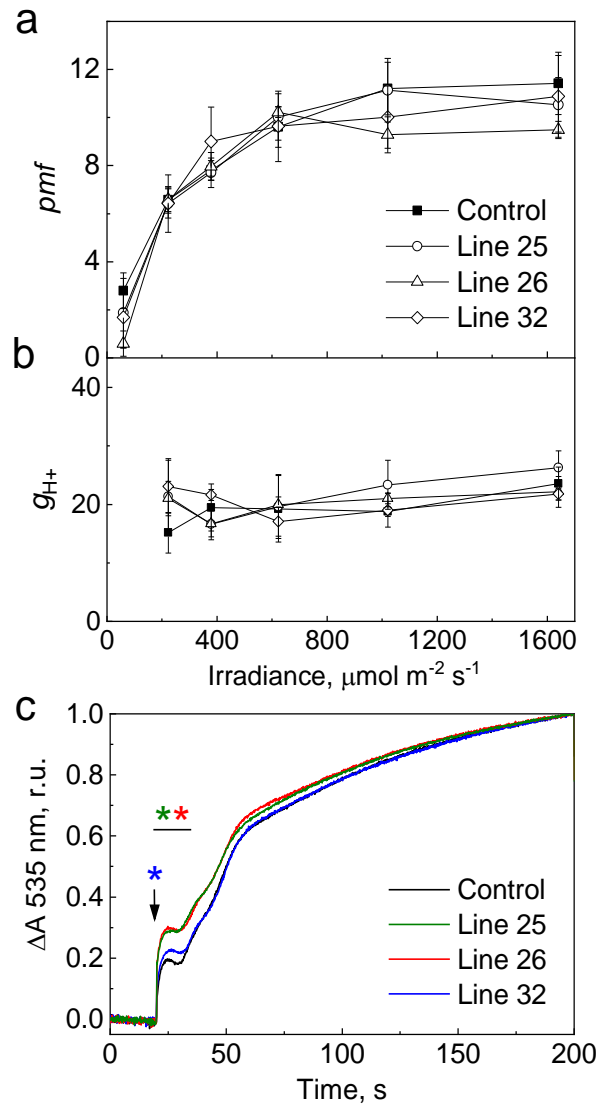 a
pmf
12
8
4
0
Control
Line 25
Line 26
Line 32
b
gH+
40
20
0
0 400 800 1200 1600
Irradiance, μmol m-2 s-1
c
ΔA 535 nm, r.u.
1.0
0.8
0.6
0.4
0.2
0.0
**
*
Control
Line 25
Line 26
Line 32
0 50 100 150 200
Time, s